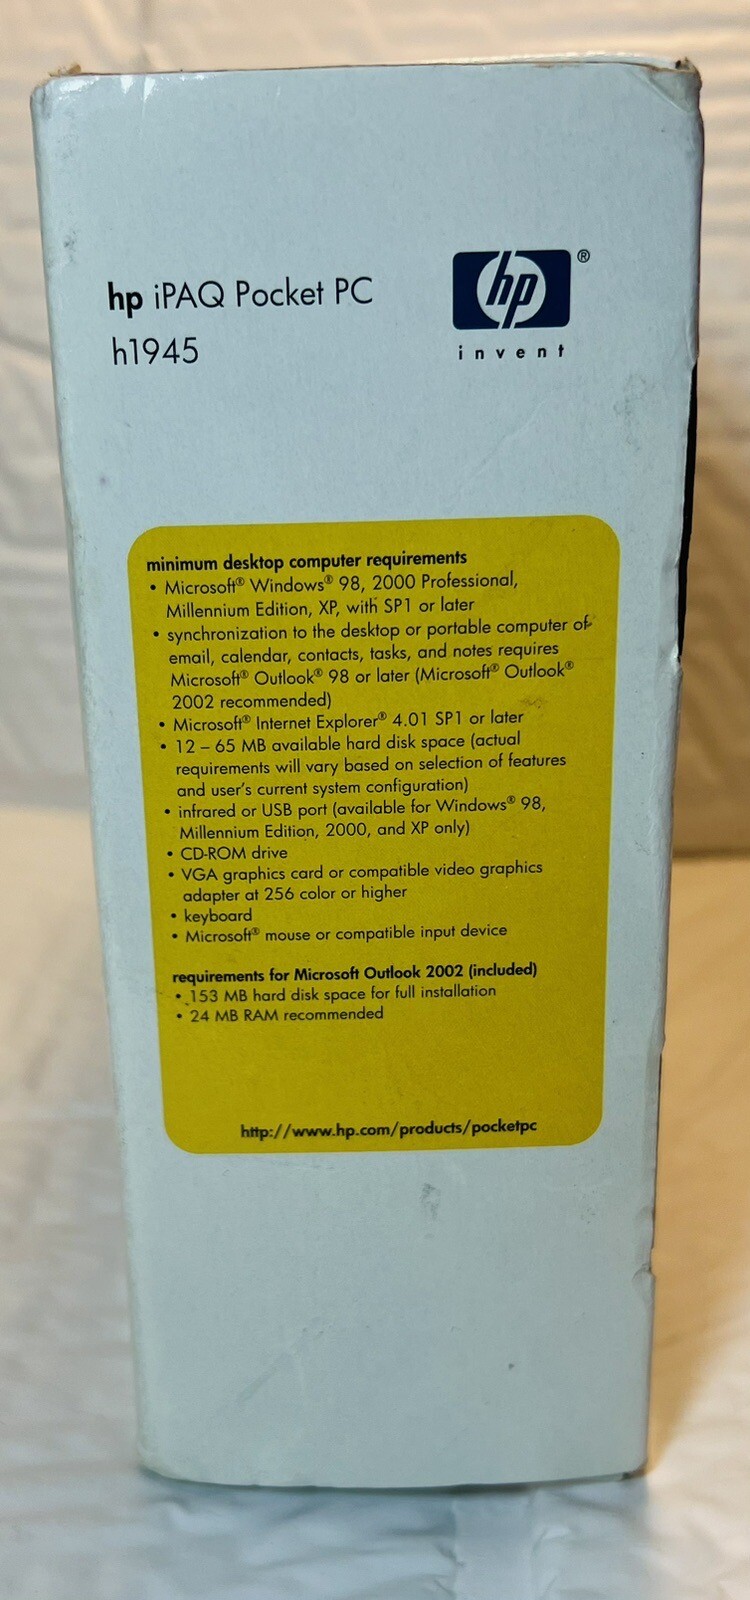 hp iPAQ Pocket PC
h1945
hp®
invent
minimum desktop computer requirements
• Microsoft® Windows® 98, 2000 Professional,
Millennium Edition, XP, with SP1 or later
• synchronization to the desktop or portable computer of
email, calendar, contacts, tasks, and notes requires
Microsoft® Outlook® 98 or later (Microsoft® Outlook®
2002 recommended)
• Microsoft® Internet Explorer® 4.01 SP1 or later
• 12 – 65 MB available hard disk space (actual
requirements will vary based on selection of features
and user's current system configuration)
• infrared or USB port (available for Windows® 98,
Millennium Edition, 2000, and XP only)
• CD-ROM drive
• VGA graphics card or compatible video graphics
adapter at 256 color or higher
• keyboard
• Microsoft® mouse or compatible input device
requirements for Microsoft Outlook 2002 (included)
• 153 MB hard disk space for full installation
• 24 MB RAM recommended
http://www.hp.com/products/pocketpc